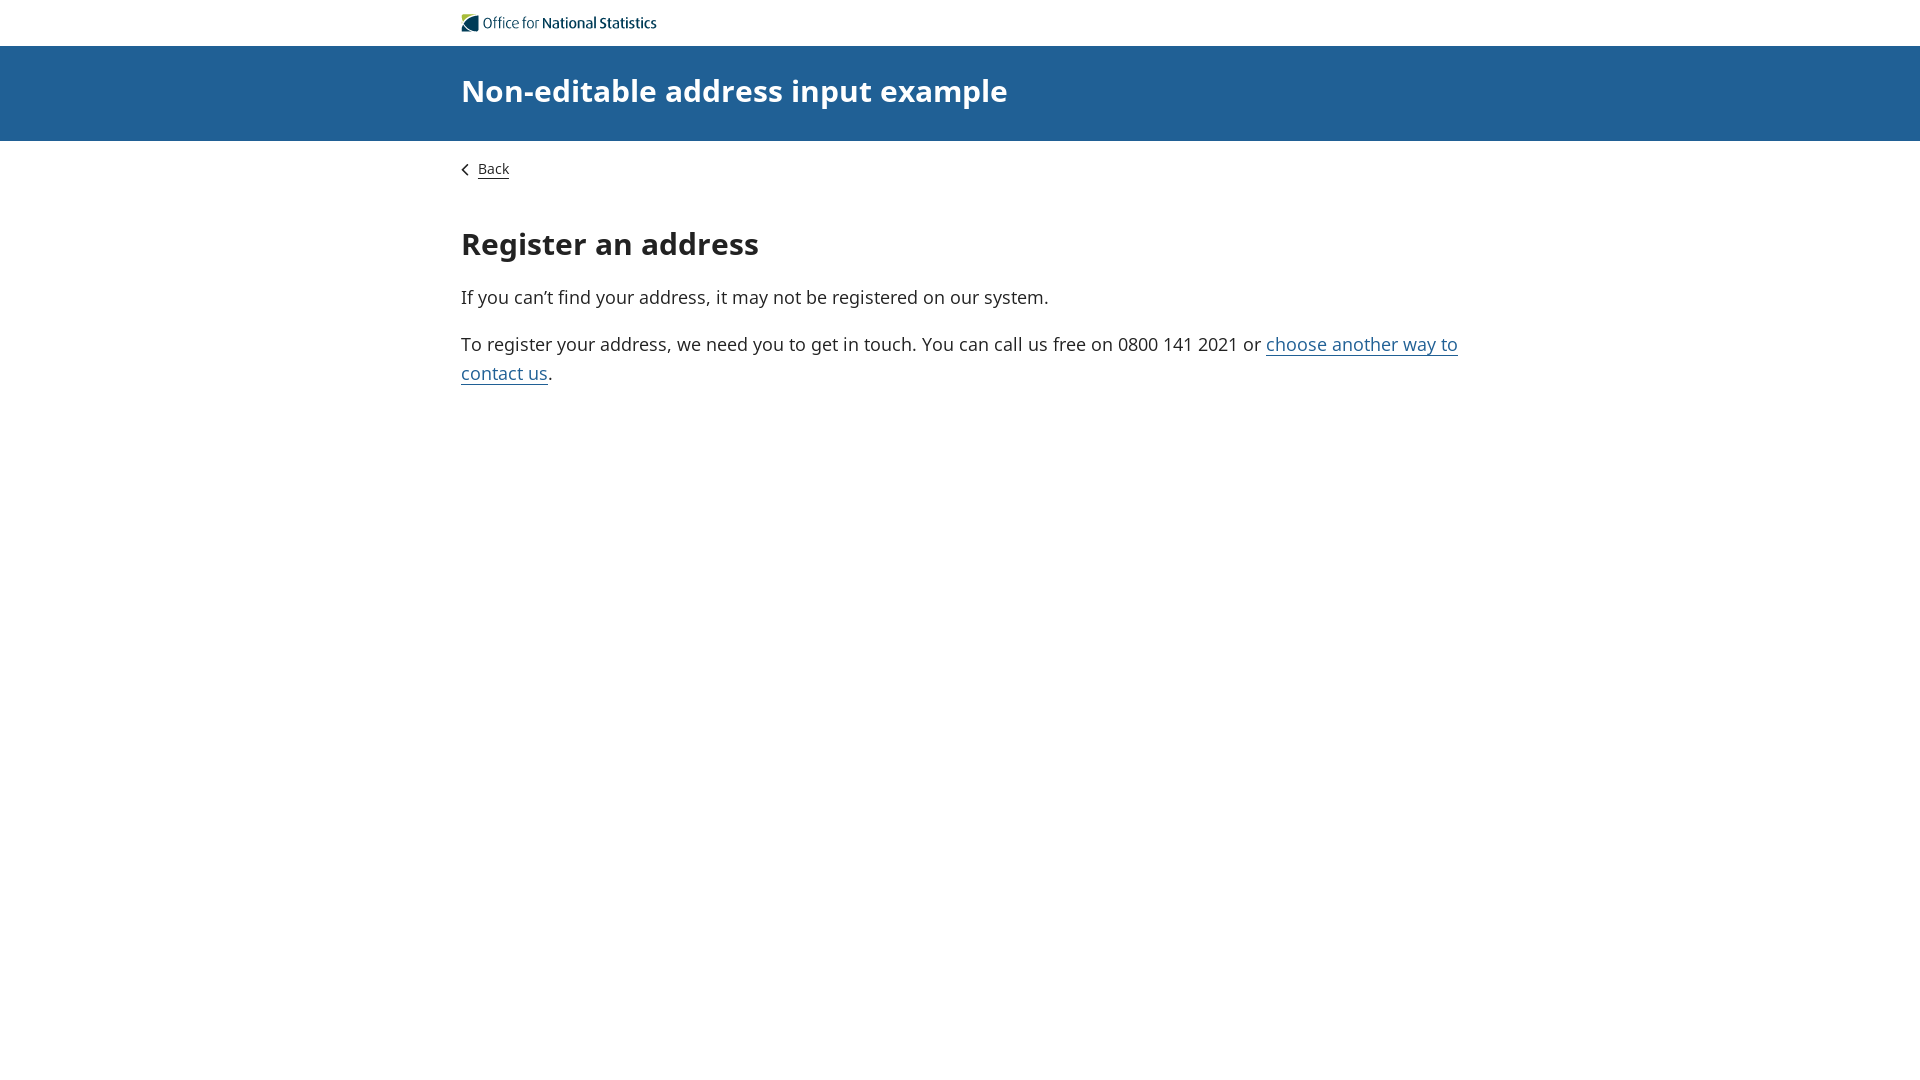 Office for National Statistics
Non-editable address input example
Back
Register an address
If you can’t find your address, it may not be registered on our system.
To register your address, we need you to get in touch. You can call us free on 0800 141 2021 or choose another way to
contact us.